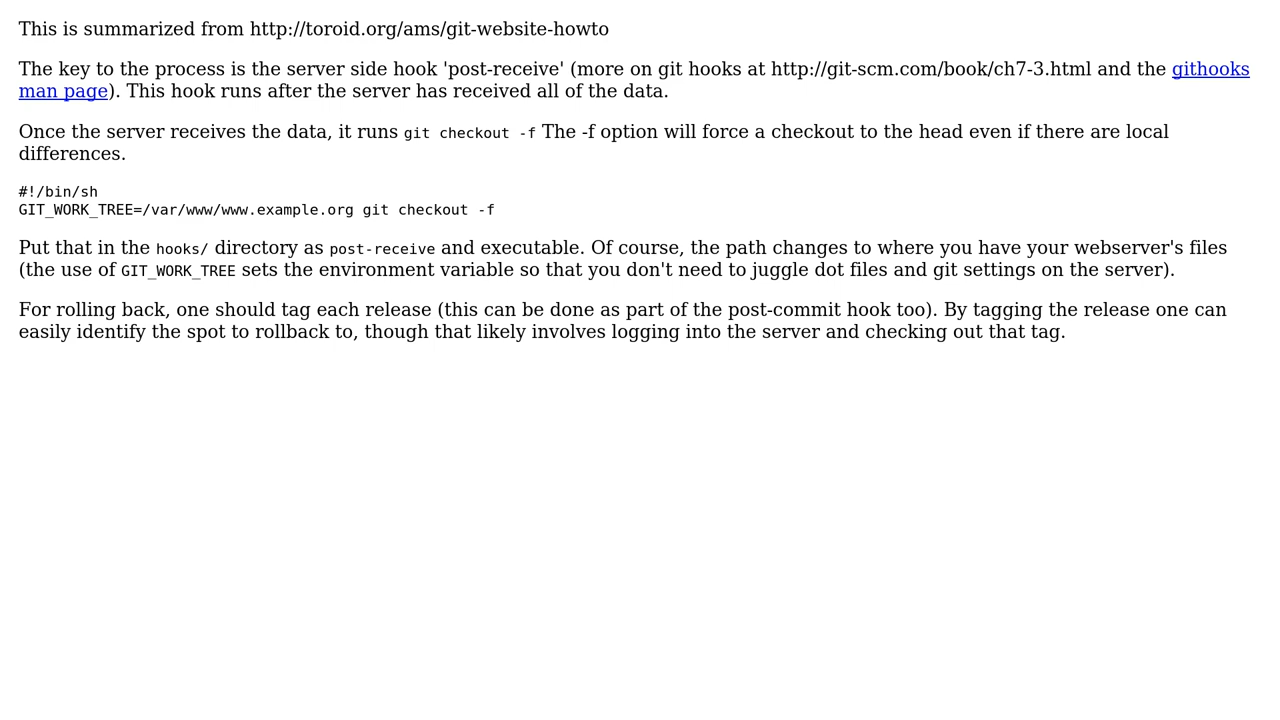 This is summarized from http://toroid.org/ams/git-website-howto
The key to the process is the server side hook 'post-receive' (more on git hooks at http://git-scm.com/book/ch7-3.html and the githooks
man page). This hook runs after the server has received all of the data.
Once the server receives the data, it runs git checkout -f The -f option will force a checkout to the head even if there are local
differences.
#!/bin/sh
GIT_WORK_TREE=/var/www/www.example.org git checkout -f
Put that in the hooks/ directory as post-receive and executable. Of course, the path changes to where you have your webserver's files
(the use of GIT_WORK_TREE sets the environment variable so that you don't need to juggle dot files and git settings on the server).
For rolling back, one should tag each release (this can be done as part of the post-commit hook too). By tagging the release one can
easily identify the spot to rollback to, though that likely involves logging into the server and checking out that tag.